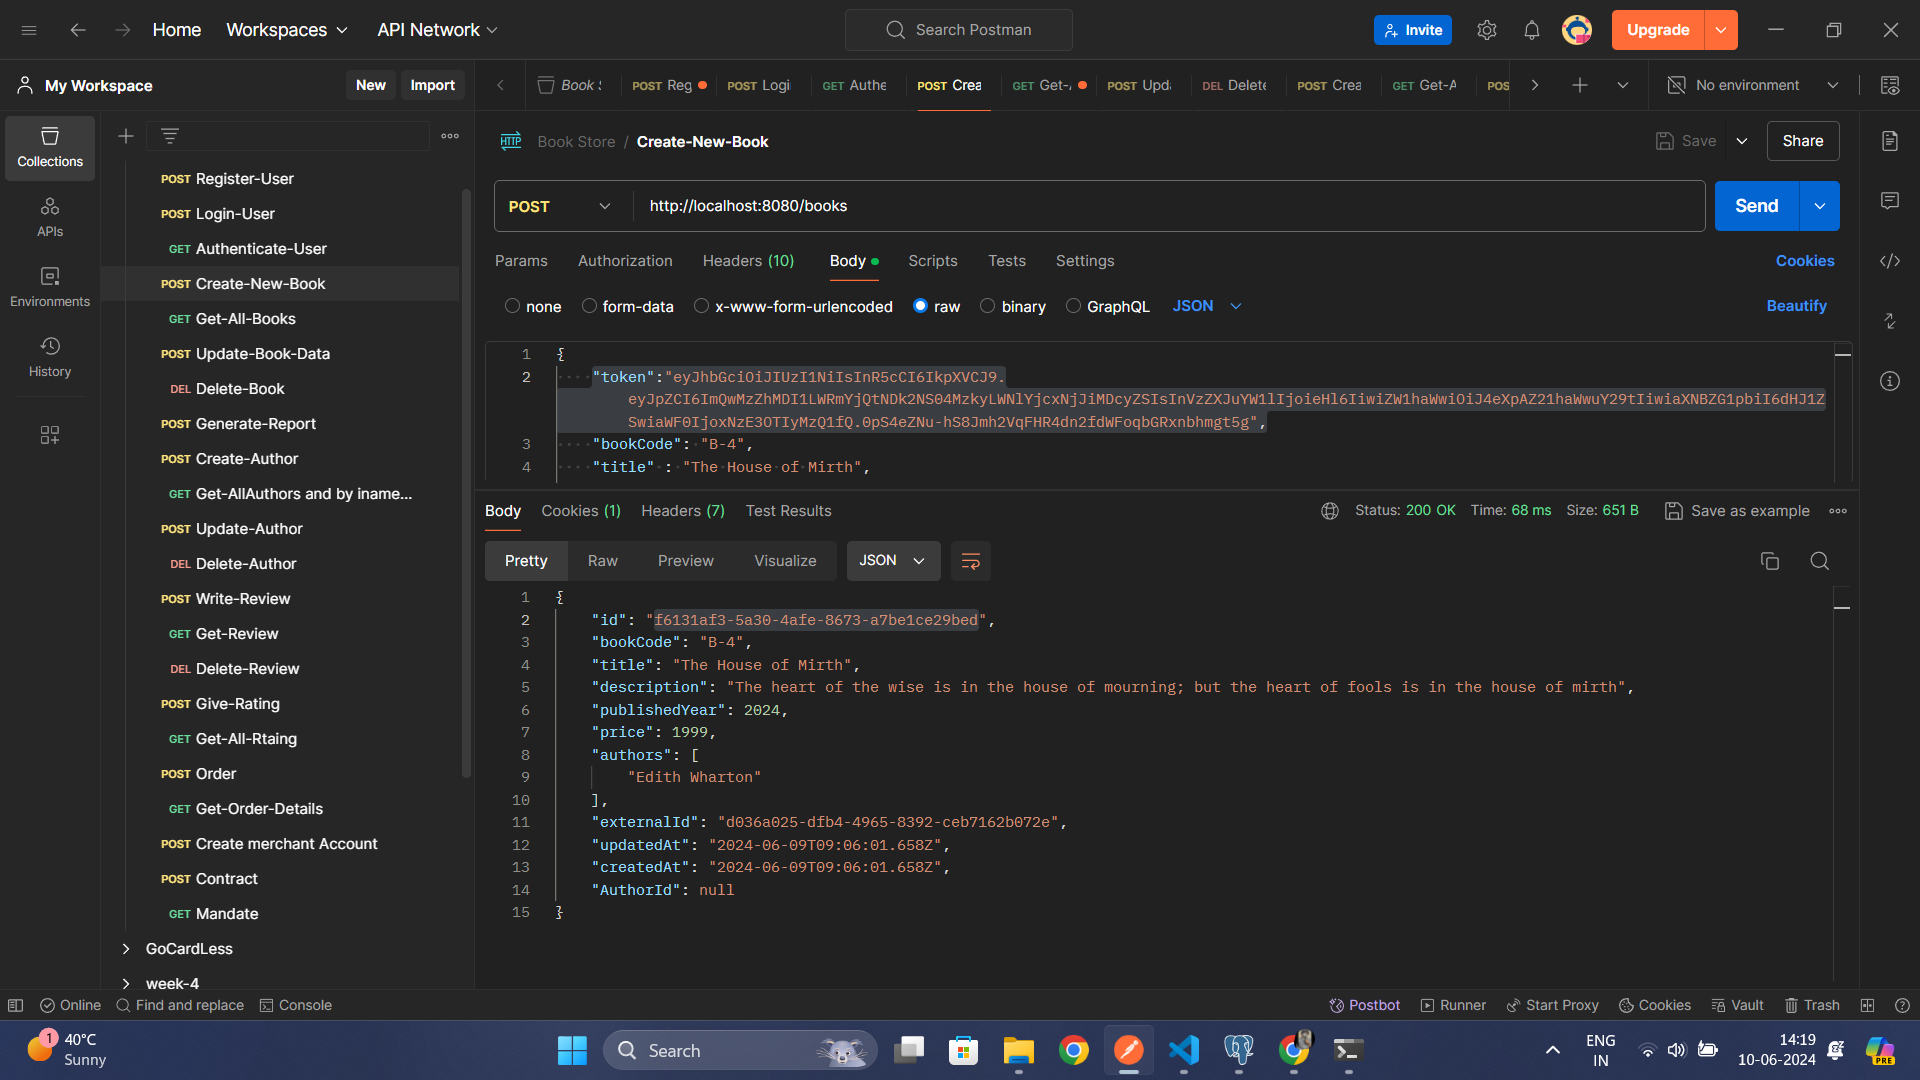 Home
Workspaces
API Network
Search Postman
Invite
Upgrade
My Workspace
New
Import
Book S
POST Reg
POST Logi
GET Authe
POST Crea
GET Get-A
POST Upda
DEL Delete
POST Crea
GET Get-A
POS
No environment
Collections
APIs
Environments
History
POST Register-User
POST Login-User
GET Authenticate-User
POST Create-New-Book
GET Get-All-Books
POST Update-Book-Data
DEL Delete-Book
POST Generate-Report
POST Create-Author
GET Get-AllAuthors and by iname...
POST Update-Author
DEL Delete-Author
POST Write-Review
GET Get-Review
DEL Delete-Review
POST Give-Rating
GET Get-All-Rtaing
POST Order
GET Get-Order-Details
POST Create merchant Account
POST Contract
GET Mandate
GoCardLess
week-4
HTTP Book Store / Create-New-Book
Save
Share
POST http://localhost:8080/books
Send
Params Authorization Headers (10) Body Scripts Tests Settings
Cookies
none form-data x-www-form-urlencoded raw binary GraphQL JSON
Beautify
1 {
2 "token":"eyJhbGciOiJIUzI1NiIsInR5cCI6IkpXVCJ9.
eyJpZCI6ImQwMzZhMDI1LWRmYjQtNDk2NS04MzkyLWNlYjcxNjJiMDcyZSIsInVzZXJuYW1lIjoieHl6IiwiZW1haWwiOiJ4eXpAZ21haWwuY29tIiwiaXNBZG1pbiI6dHJ1Z
SwiaWF0IjoxNzE3OTIyMzQ1fQ.0pS4eZNu-hS8Jmh2VqFHR4dn2fdWFoqbGRxnbhmgt5g",
3 "bookCode": "B-4",
4 "title" : "The House of Mirth",
Body Cookies (1) Headers (7) Test Results
Status: 200 OK Time: 68 ms Size: 651 B
Save as example
Pretty Raw Preview Visualize JSON
1 {
2 "id": "f6131af3-5a30-4afe-8673-a7be1ce29bed",
3 "bookCode": "B-4",
4 "title": "The House of Mirth",
5 "description": "The heart of the wise is in the house of mourning; but the heart of fools is in the house of mirth",
6 "publishedYear": 2024,
7 "price": 1999,
8 "authors": [
9 "Edith Wharton"
10 ],
11 "externalId": "d036a025-dfb4-4965-8392-ceb7162b072e",
12 "updatedAt": "2024-06-09T09:06:01.658Z",
13 "createdAt": "2024-06-09T09:06:01.658Z",
14 "AuthorId": null
15 }
Online
Find and replace
Console
Postbot
Runner
Start Proxy
Cookies
Vault
Trash
1
40°C
Sunny
Search
ENG
IN
14:19
10-06-2024
PRE